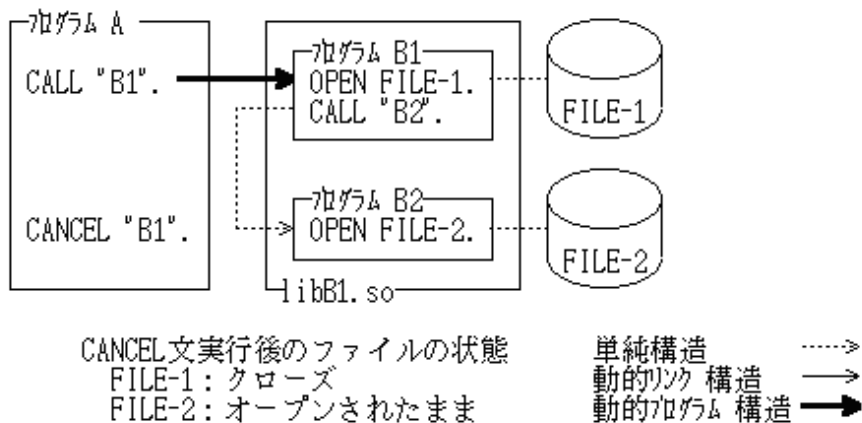 ﾌﾟﾛｸﾞﾗﾑ A
CALL "B1".
CANCEL "B1".
ﾌﾟﾛｸﾞﾗﾑ B1
OPEN FILE-1.
CALL "B2".
ﾌﾟﾛｸﾞﾗﾑ B2
OPEN FILE-2.
libB1.so
FILE-1
FILE-2
CANCEL文実行後のファイルの状態
FILE-1：クローズ
FILE-2：オープンされたまま
単純構造
動的ﾘﾝｸ 構造
動的ﾌﾟﾛｸﾞﾗﾑ 構造